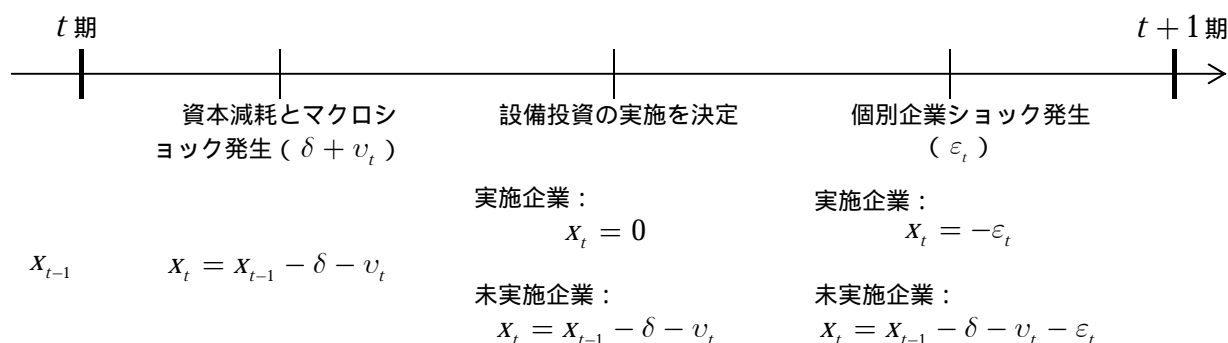 t 期
t + 1 期
資本減耗とマクロシ
ョック発生（ δ + υ_t ）
設備投資の実施を決定
個別企業ショック発生
（ ε_t ）
実施企業：
x_t = 0
実施企業：
x_t = −ε_t
x_{t−1}
x_t = x_{t−1} − δ − υ_t
未実施企業：
x_t = x_{t−1} − δ − υ_t
未実施企業：
x_t = x_{t−1} − δ − υ_t − ε_t